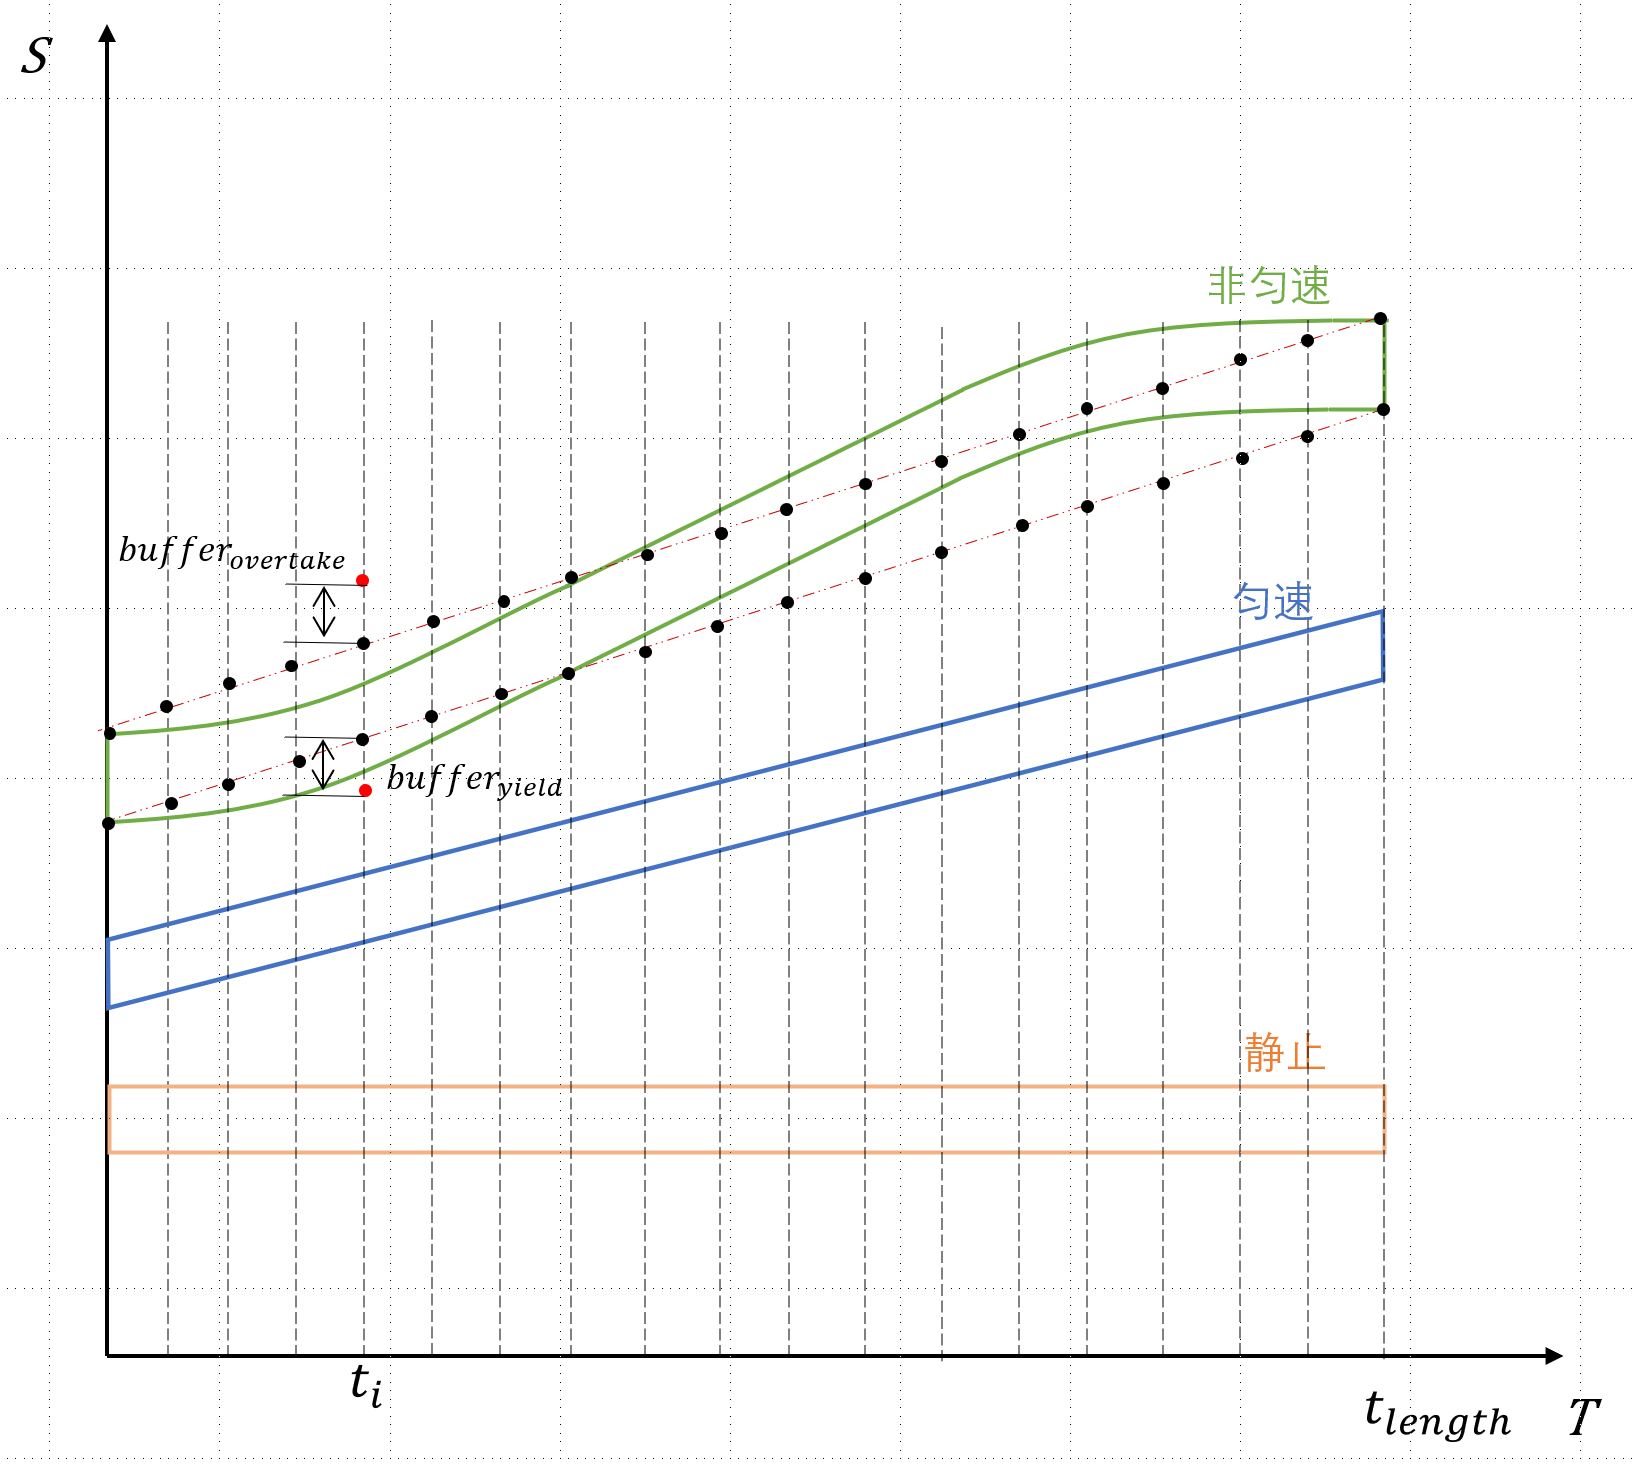 S
非匀速
buffer_overtake
匀速
buffer_yield
静止
t_i
t_length
T